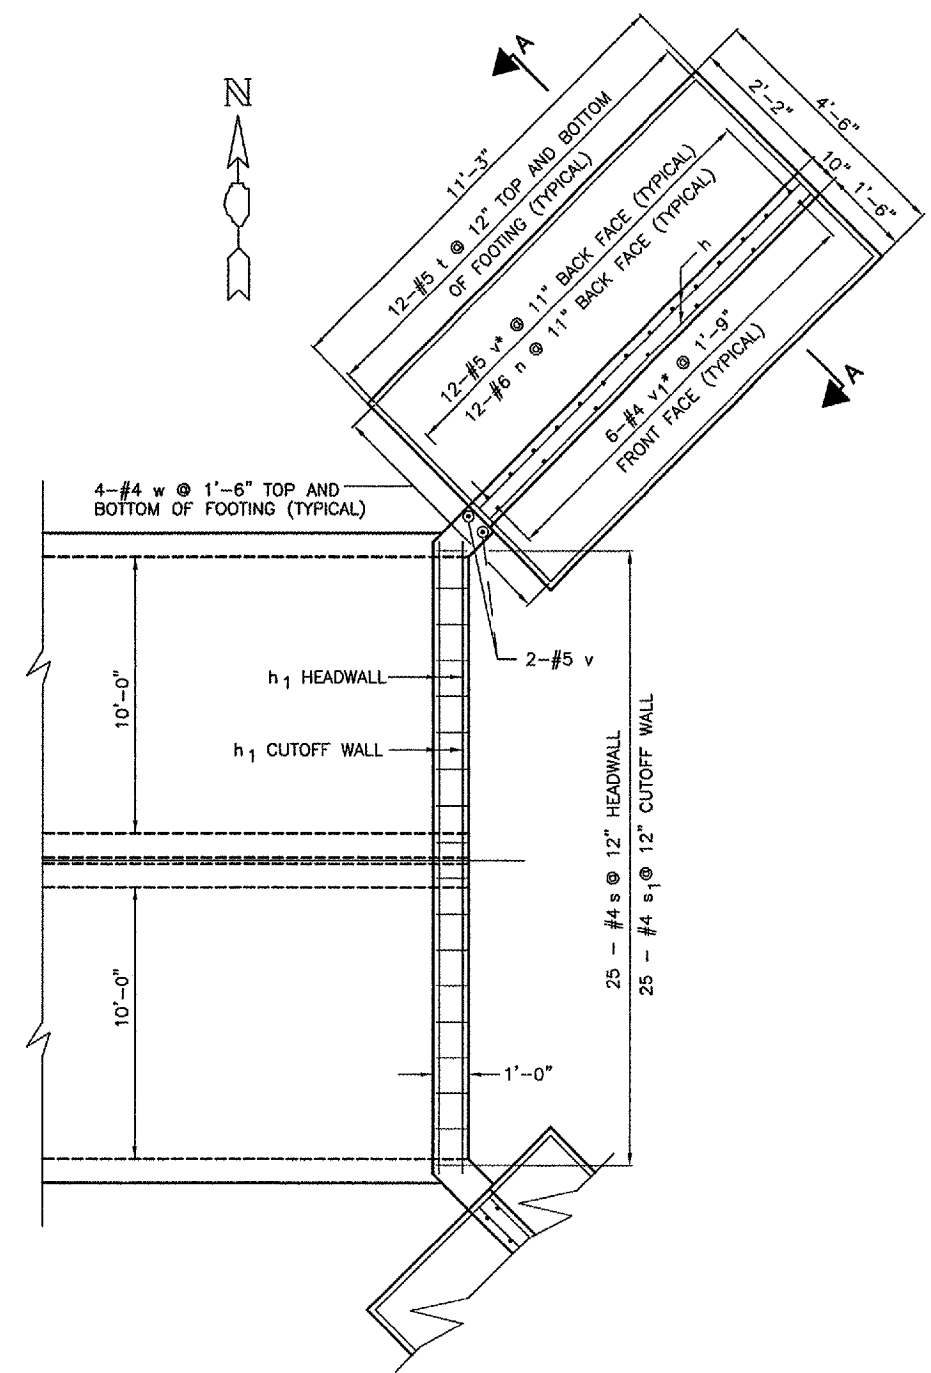 A
N
4'-6"
2'-2"
10"
1'-6"
11'-3"
12-#5 t @ 12" TOP AND BOTTOM
OF FOOTING (TYPICAL)
12-#5 v* @ 11" BACK FACE (TYPICAL)
12-#6 n @ 11" BACK FACE (TYPICAL)
h
6-#4 v1* @ 1'-9"
FRONT FACE (TYPICAL)
A
4-#4 w @ 1'-6" TOP AND
BOTTOM OF FOOTING (TYPICAL)
2-#5 v
10'-0"
h1 HEADWALL
h1 CUTOFF WALL
25 - #4 s @ 12" HEADWALL
25 - #4 s1@ 12" CUTOFF WALL
10'-0"
1'-0"